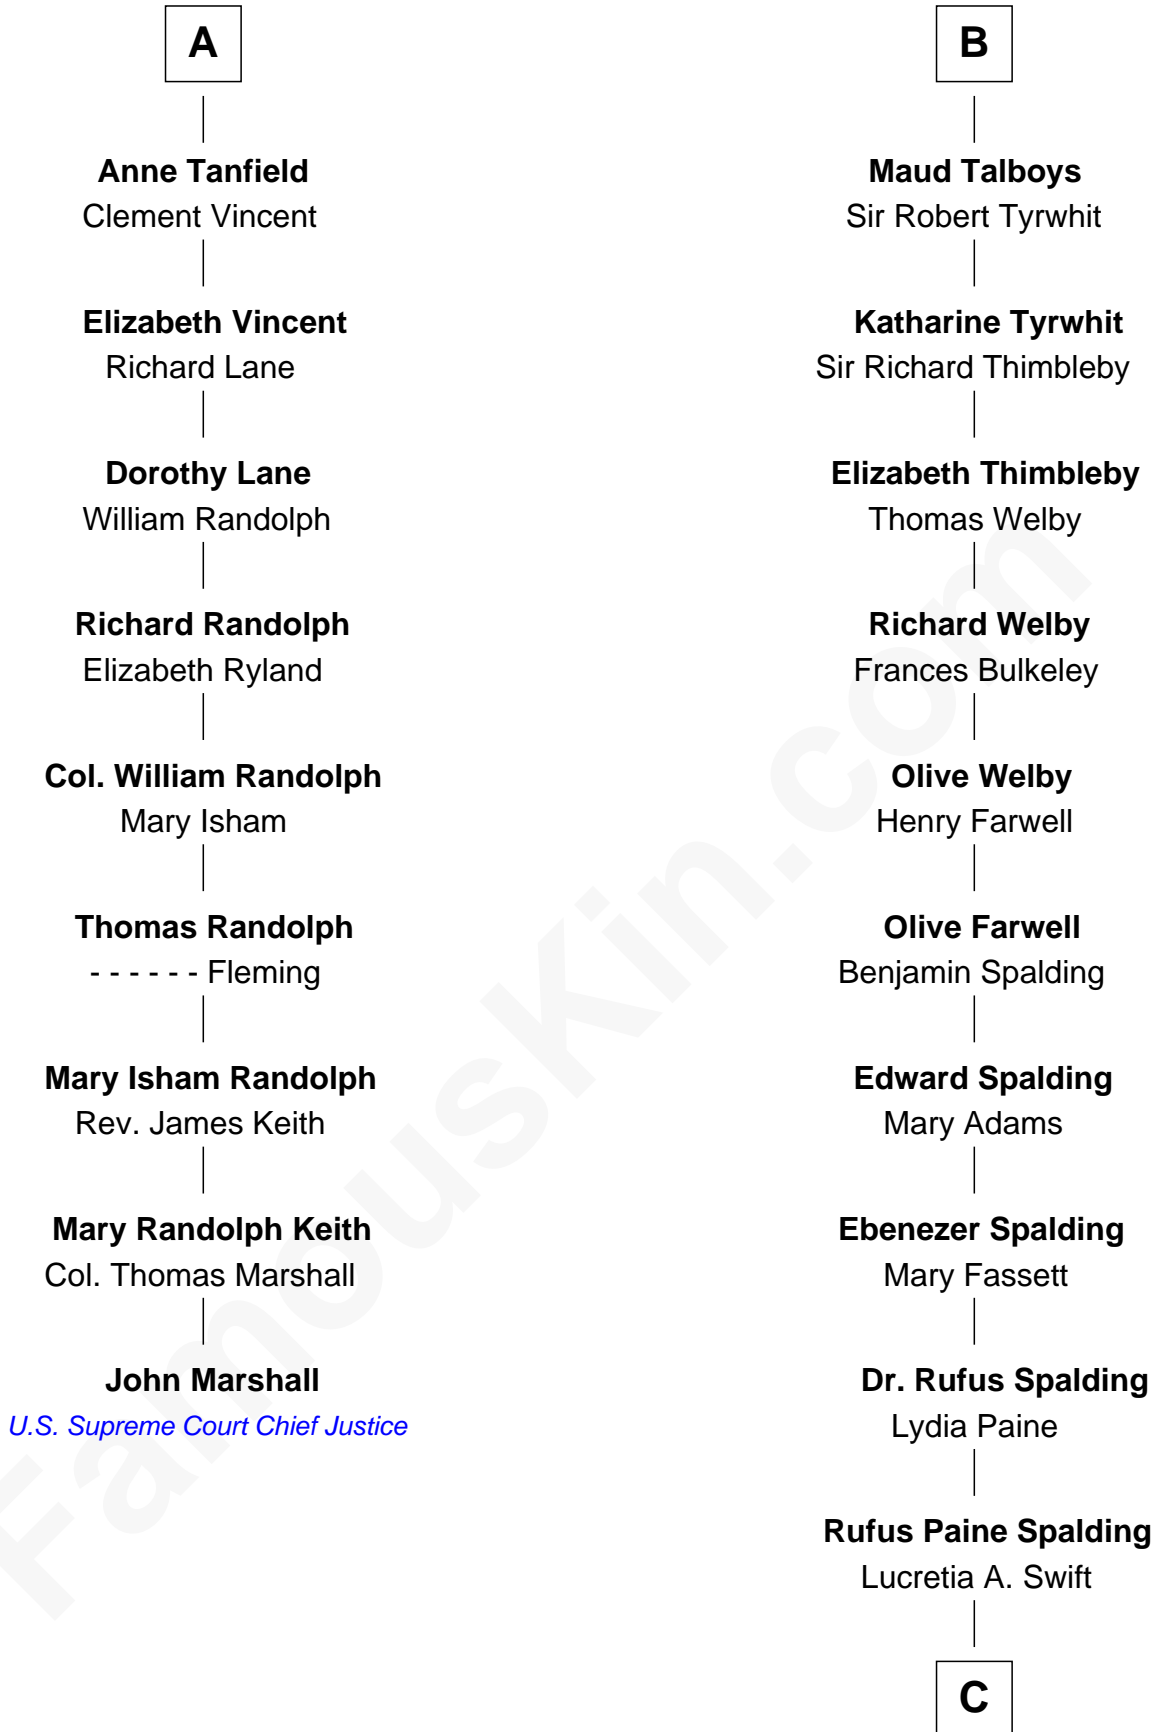 A
Anne Tanfield
Clement Vincent
Elizabeth Vincent
Richard Lane
Dorothy Lane
William Randolph
Richard Randolph
Elizabeth Ryland
Col. William Randolph
Mary Isham
Thomas Randolph
- - - - - - Fleming
Mary Isham Randolph
Rev. James Keith
Mary Randolph Keith
Col. Thomas Marshall
John Marshall
U.S. Supreme Court Chief Justice
B
Maud Talboys
Sir Robert Tyrwhit
Katharine Tyrwhit
Sir Richard Thimbleby
Elizabeth Thimbleby
Thomas Welby
Richard Welby
Frances Bulkeley
Olive Welby
Henry Farwell
Olive Farwell
Benjamin Spalding
Edward Spalding
Mary Adams
Ebenezer Spalding
Mary Fassett
Dr. Rufus Spalding
Lydia Paine
Rufus Paine Spalding
Lucretia A. Swift
C
FamousKin.com